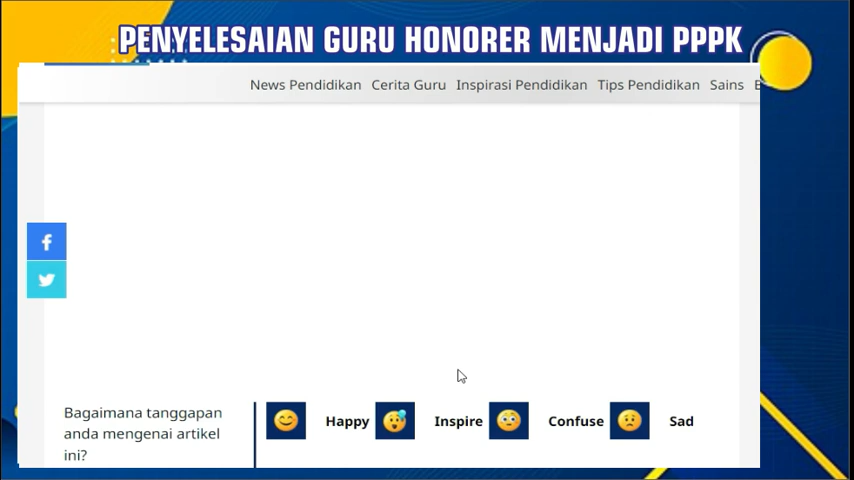 PENYELESAIAN GURU HONORER MENJADI PPPK
News Pendidikan Cerita Guru Inspirasi Pendidikan Tips Pendidikan Sains
Bagaimana tanggapan
anda mengenai artikel
ini?
Happy Inspire Confuse Sad